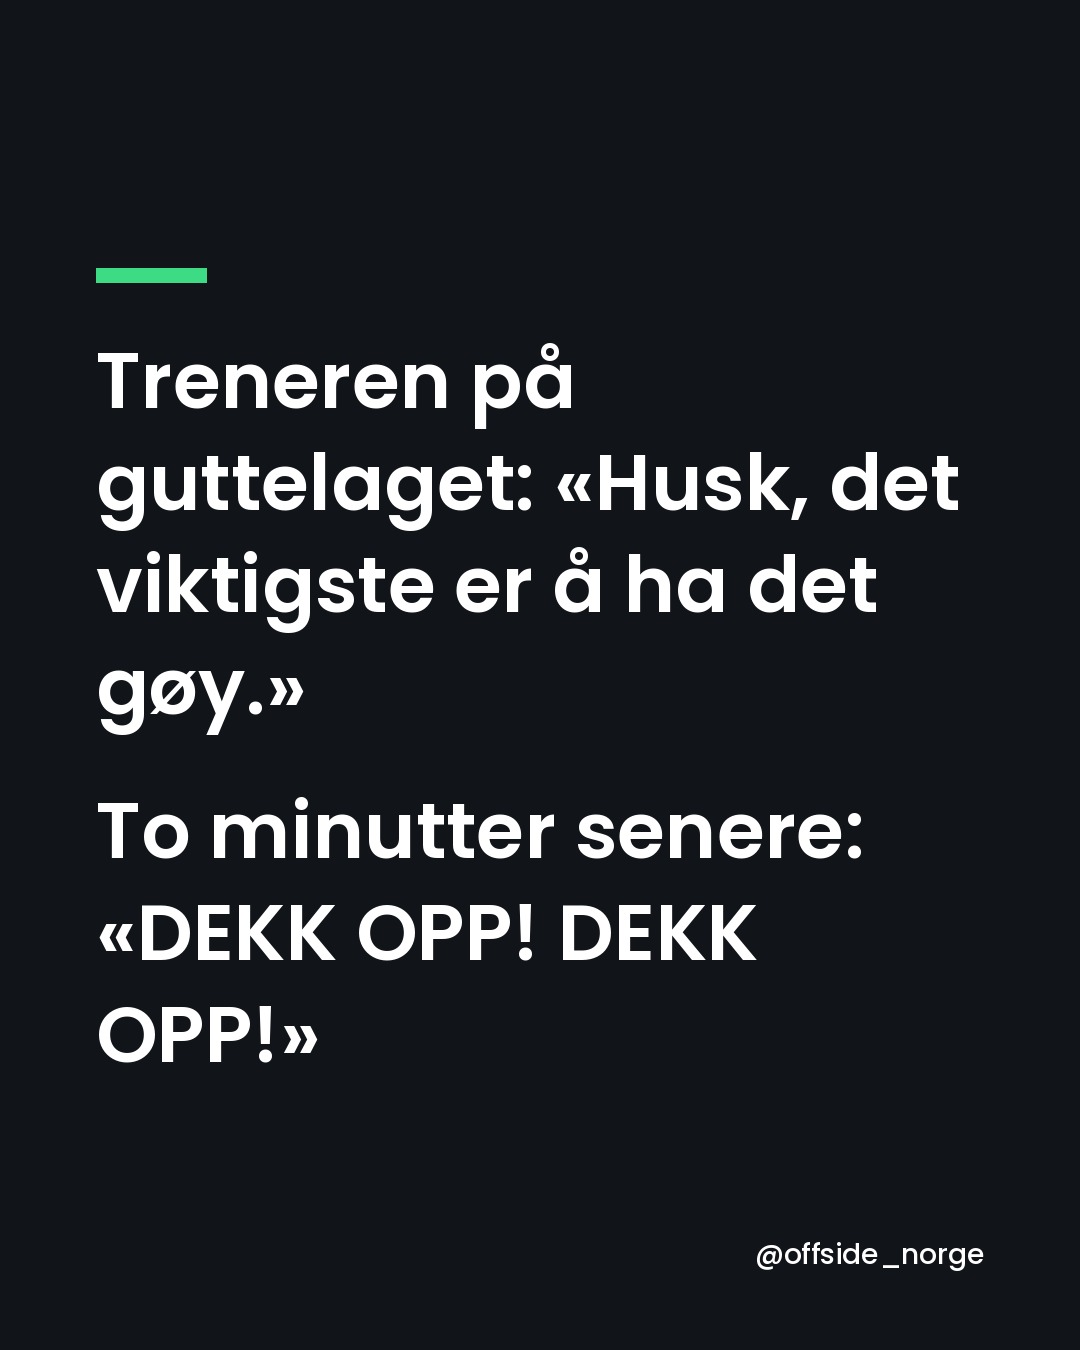 Treneren på
guttelaget: «Husk, det
viktigste er å ha det
gøy.»
To minutter senere:
«DEKK OPP! DEKK
OPP!»
@offside_norge